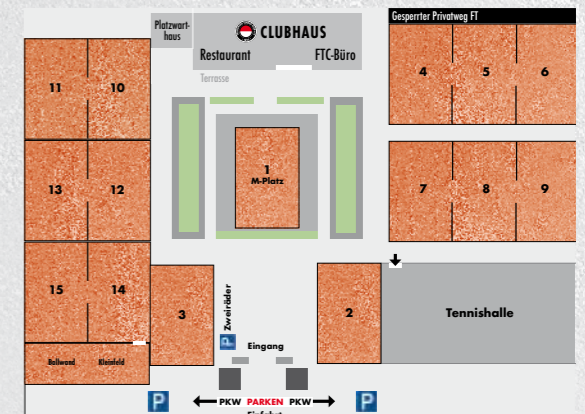 Gesperrter Privatweg FT
Platzwart-
haus
CLUBHAUS
Restaurant
FTC-Büro
Terrasse
11
10
4
5
6
1
M-Platz
13
12
7
8
9
15
14
3
2
Tennishalle
Zweiräder
P
Eingang
Ballwand
Kleinfeld
P
PKW PARKEN PKW
P
Einfahrt